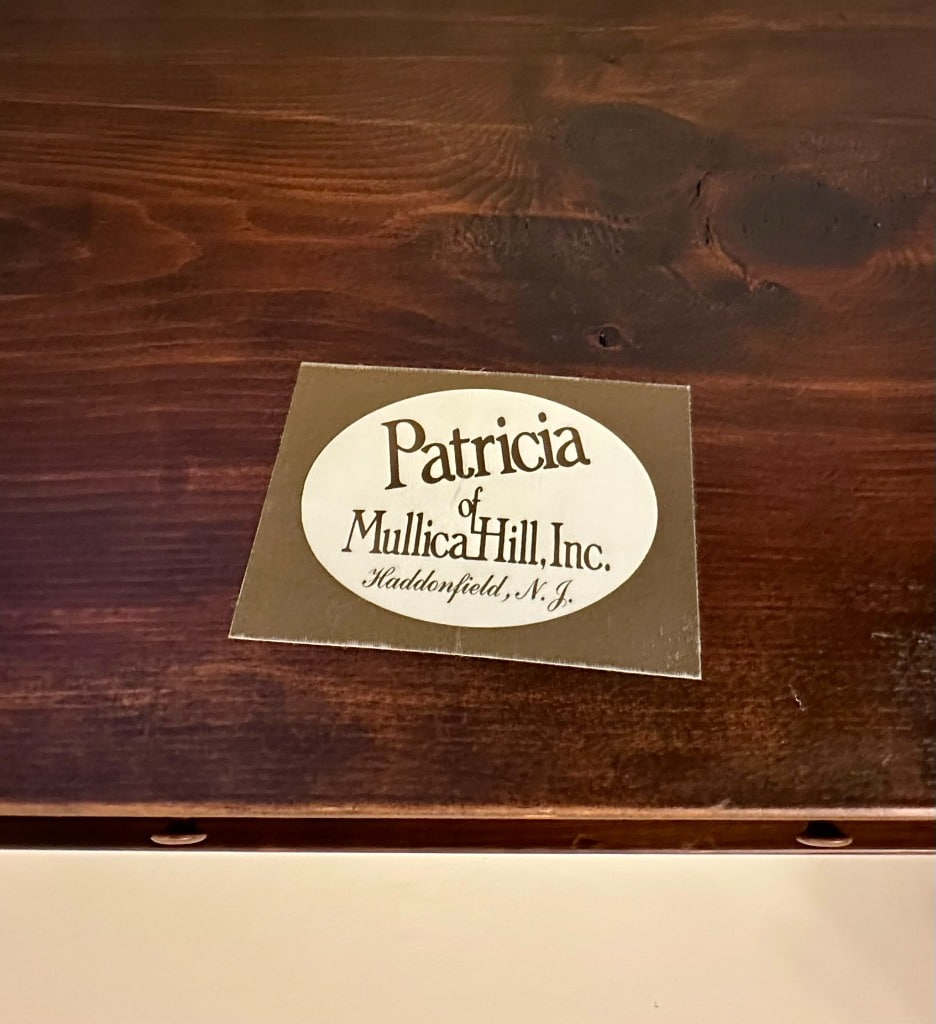 Patricia
of
Mullica Hill, Inc.
Haddonfield, N. J.